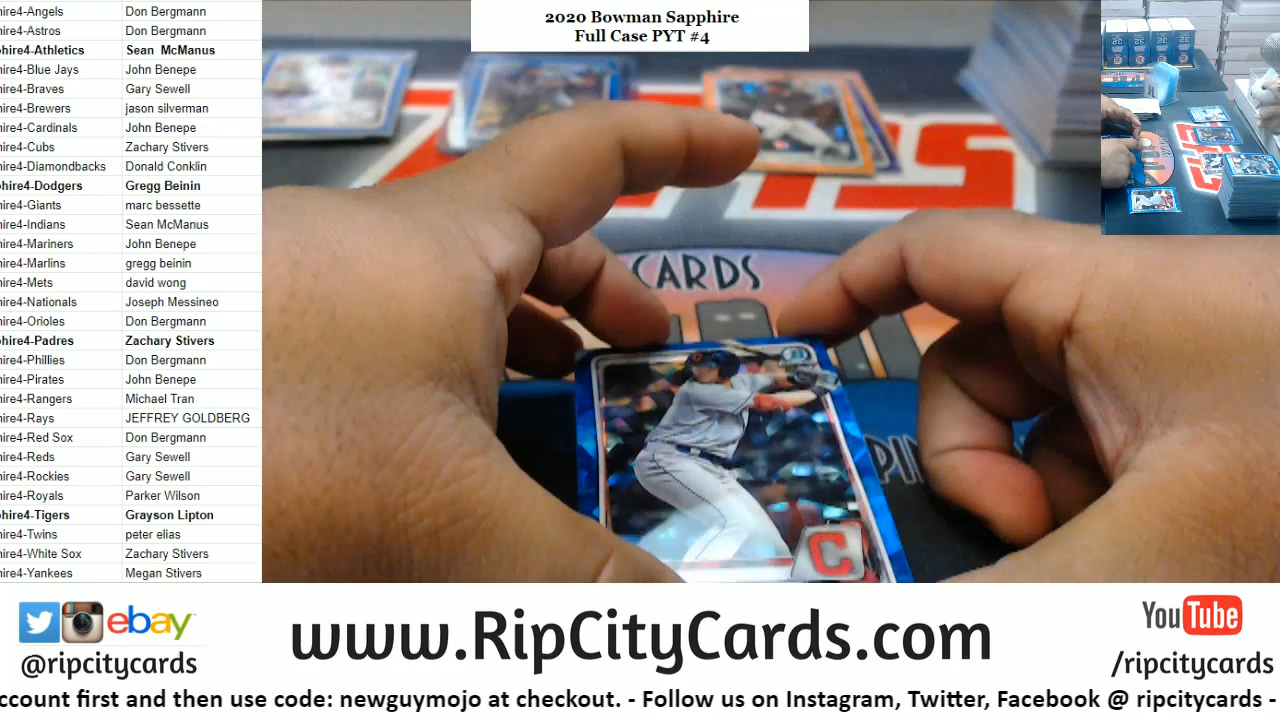 2020 Bowman Sapphire
Full Case PYT #4
hire4-Angels Don Bergmann
hire4-Astros Don Bergmann
hire4-Athletics Sean McManus
hire4-Blue Jays John Benepe
hire4-Braves Gary Sewell
hire4-Brewers jason silverman
hire4-Cardinals John Benepe
hire4-Cubs Zachary Stivers
hire4-Diamondbacks Donald Conklin
hire4-Dodgers Gregg Beinin
hire4-Giants marc bessette
hire4-Indians Sean McManus
hire4-Mariners John Benepe
hire4-Marlins gregg beinin
hire4-Mets david wong
hire4-Nationals Joseph Messineo
hire4-Orioles Don Bergmann
phire4-Padres Zachary Stivers
hire4-Phillies Don Bergmann
hire4-Pirates John Benepe
hire4-Rangers Michael Tran
hire4-Rays JEFFREY GOLDBERG
hire4-Red Sox Don Bergmann
hire4-Reds Gary Sewell
hire4-Rockies Gary Sewell
hire4-Royals Parker Wilson
phire4-Tigers Grayson Lipton
hire4-Twins peter elias
hire4-White Sox Zachary Stivers
hire4-Yankees Megan Stivers
CARDS
C
ebay
@ripcitycards
www.RipCityCards.com
YouTube
/ripcitycards
ccount first and then use code: newguymojo at checkout. - Follow us on Instagram, Twitter, Facebook @ ripcitycards -